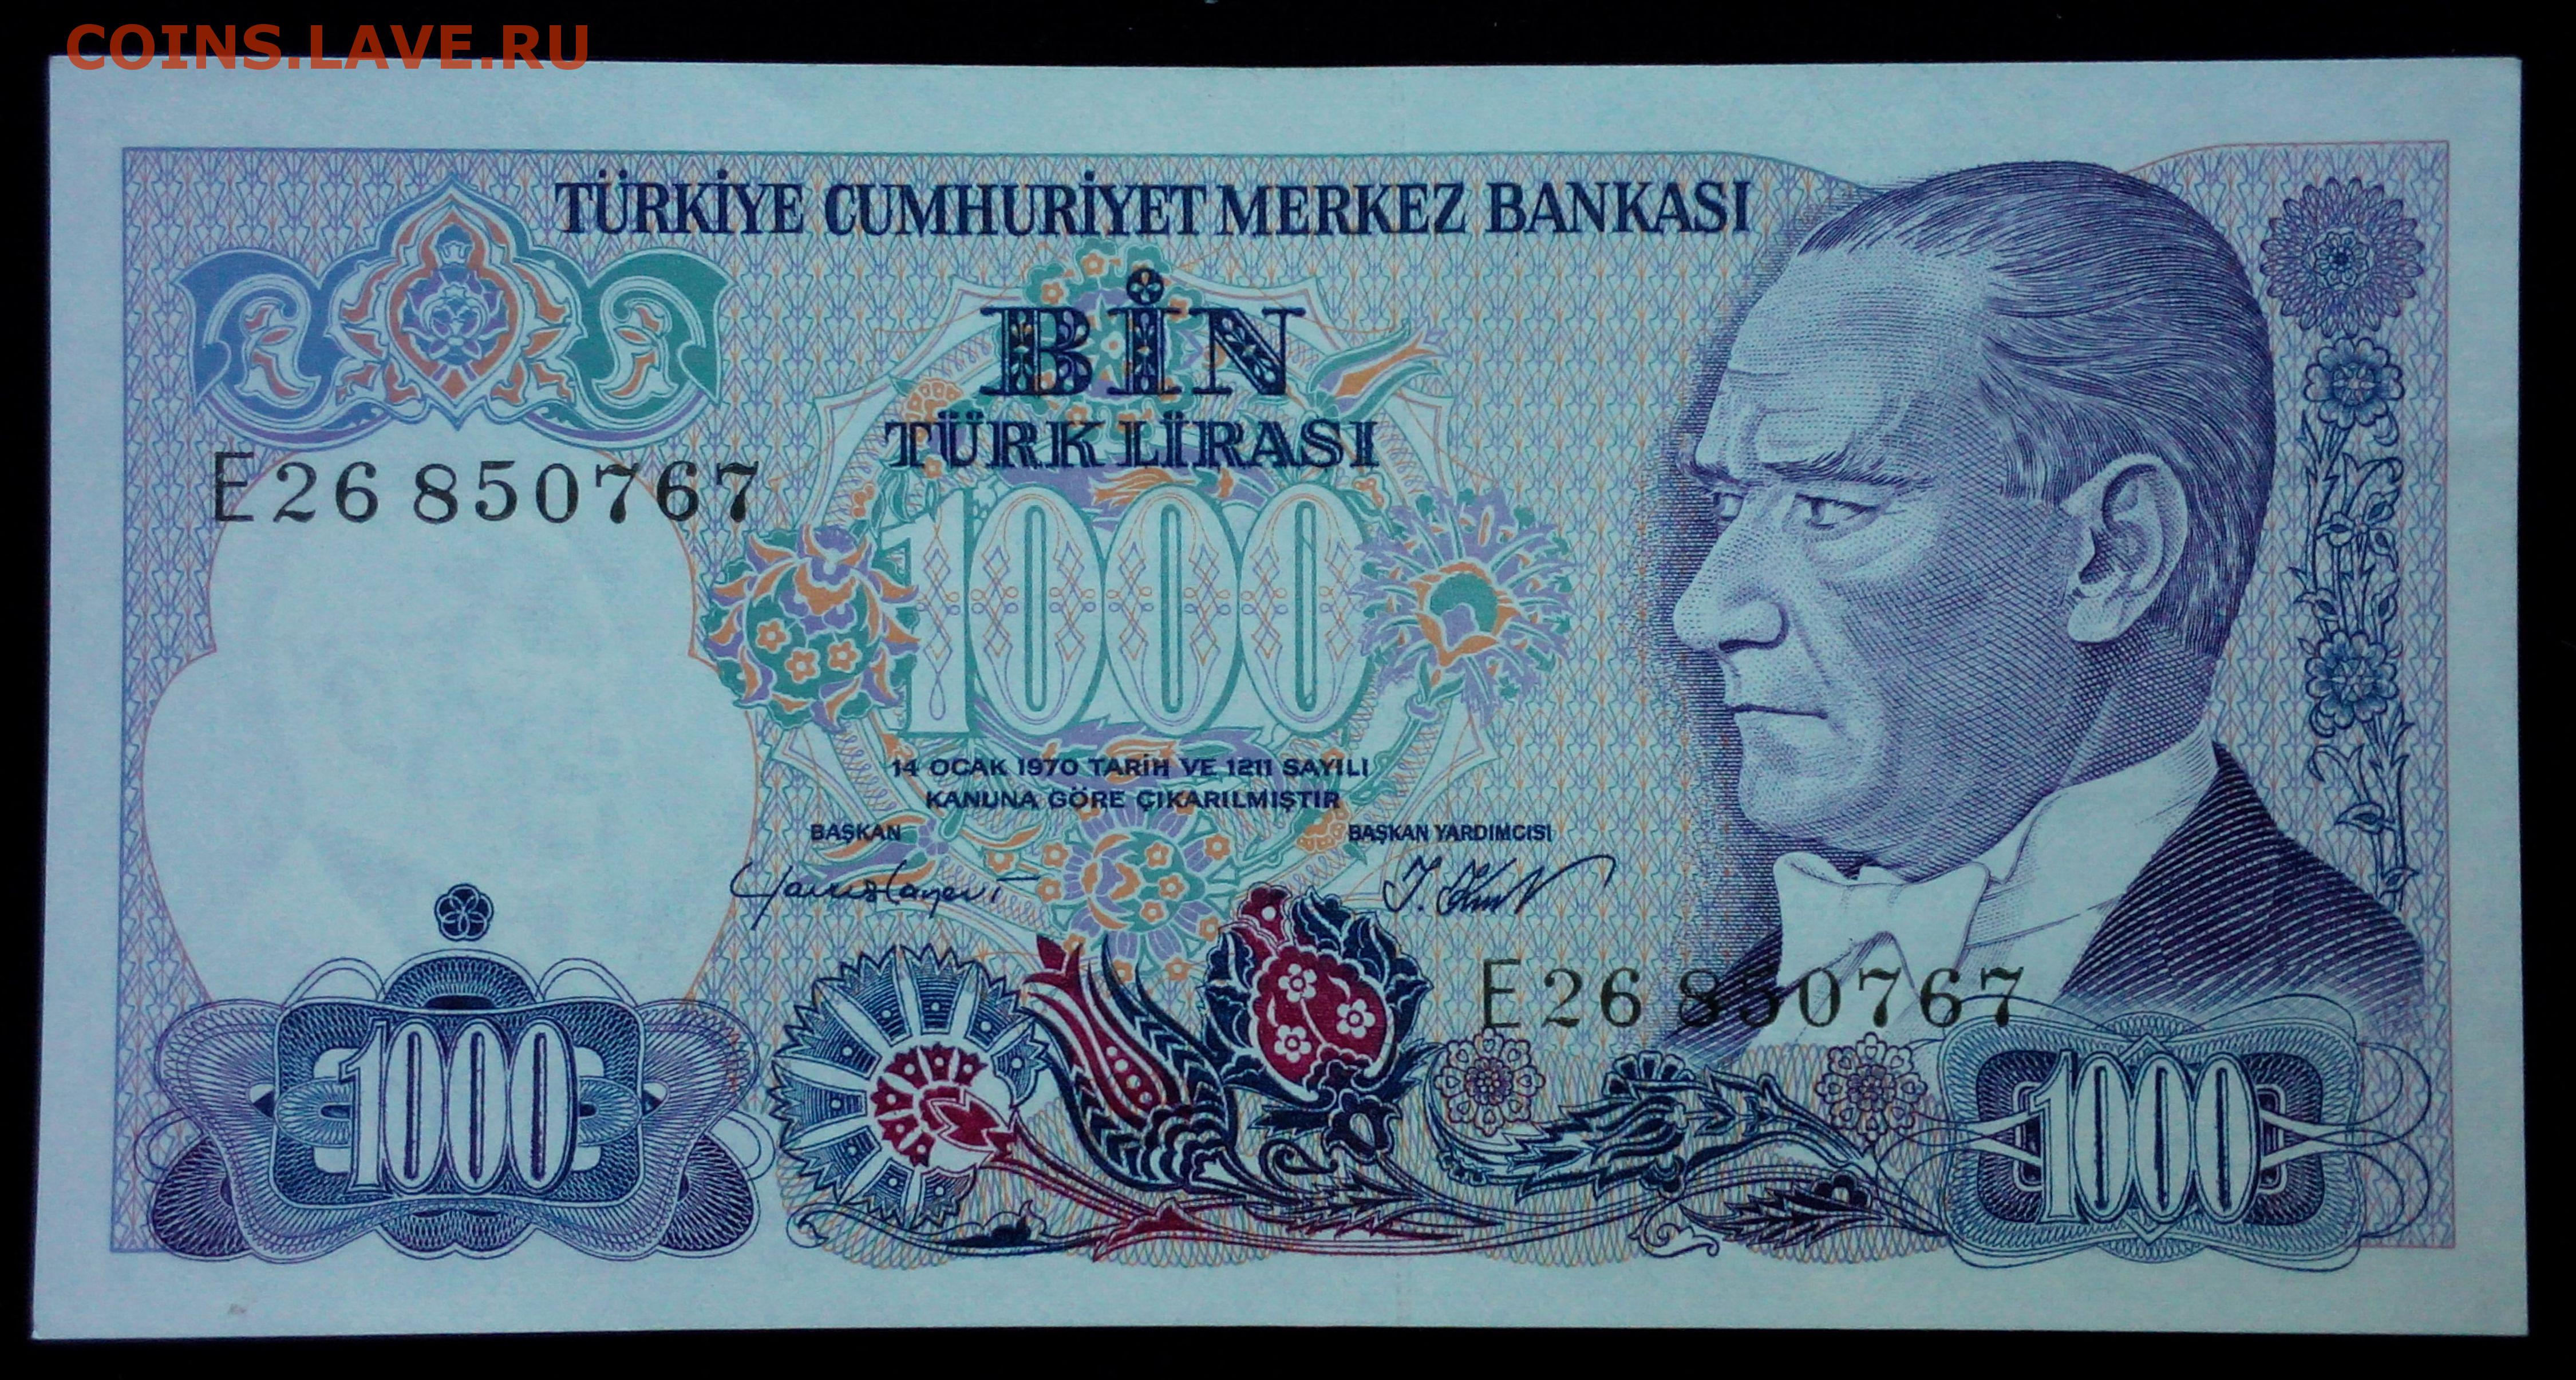 COINS.LAVE.RU
TÜRKİYE CUMHURİYET MERKEZ BANKASI
BİN
TÜRK LİRASI
E26 850767
1000
14 OCAK 1970 TARİH VE 1211 SAYILI
KANUNA GÖRE ÇIKARILMIŞTIR
BAŞKAN BAŞKAN YARDIMCISI
E26 850767
1000 1000